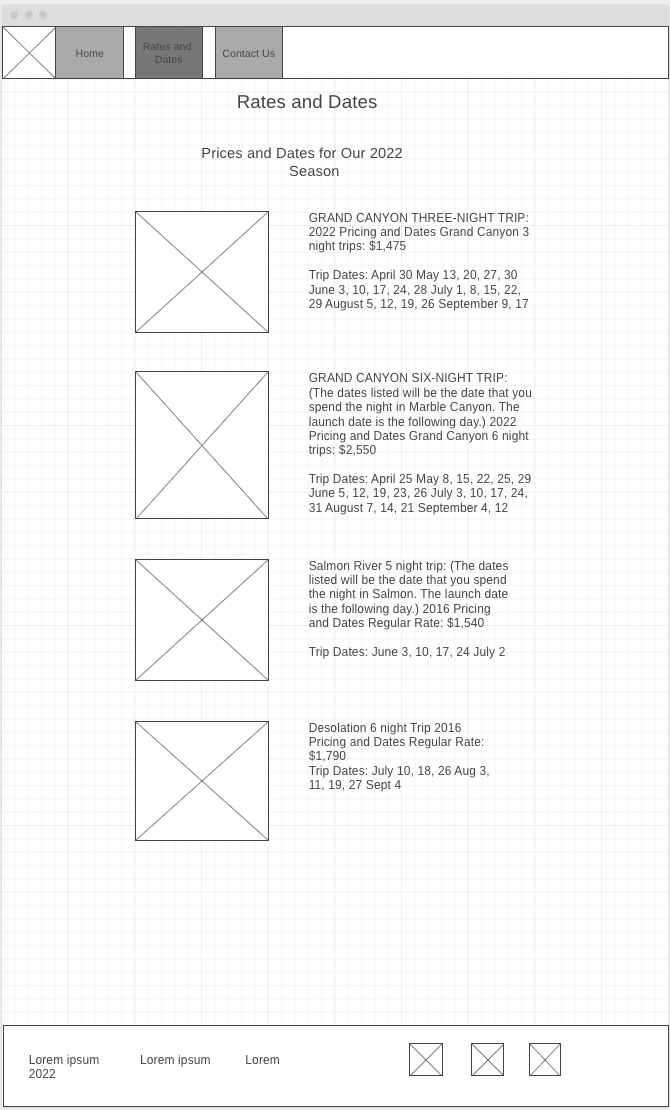 Home
Rates and
Dates
Contact Us
Rates and Dates
Prices and Dates for Our 2022
Season
GRAND CANYON THREE-NIGHT TRIP:
2022 Pricing and Dates Grand Canyon 3
night trips: $1,475
Trip Dates: April 30 May 13, 20, 27, 30
June 3, 10, 17, 24, 28 July 1, 8, 15, 22,
29 August 5, 12, 19, 26 September 9, 17
GRAND CANYON SIX-NIGHT TRIP:
(The dates listed will be the date that you
spend the night in Marble Canyon. The
launch date is the following day.) 2022
Pricing and Dates Grand Canyon 6 night
trips: $2,550
Trip Dates: April 25 May 8, 15, 22, 25, 29
June 5, 12, 19, 23, 26 July 3, 10, 17, 24,
31 August 7, 14, 21 September 4, 12
Salmon River 5 night trip: (The dates
listed will be the date that you spend
the night in Salmon. The launch date
is the following day.) 2016 Pricing
and Dates Regular Rate: $1,540
Trip Dates: June 3, 10, 17, 24 July 2
Desolation 6 night Trip 2016
Pricing and Dates Regular Rate:
$1,790
Trip Dates: July 10, 18, 26 Aug 3,
11, 19, 27 Sept 4
Lorem ipsum
2022
Lorem ipsum
Lorem